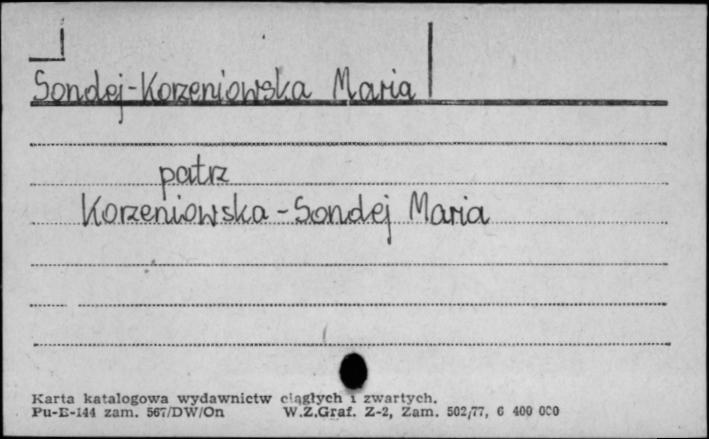 Sondej-Korzeniowska Maria
patrz
Korzeniowska-Sondej Maria
Karta katalogowa wydawnictw ciągłych i zwartych.
Pu-E-144 zam. 567/DW/On W.Z.Graf. Z-2, Zam. 502/77, 6 400 000